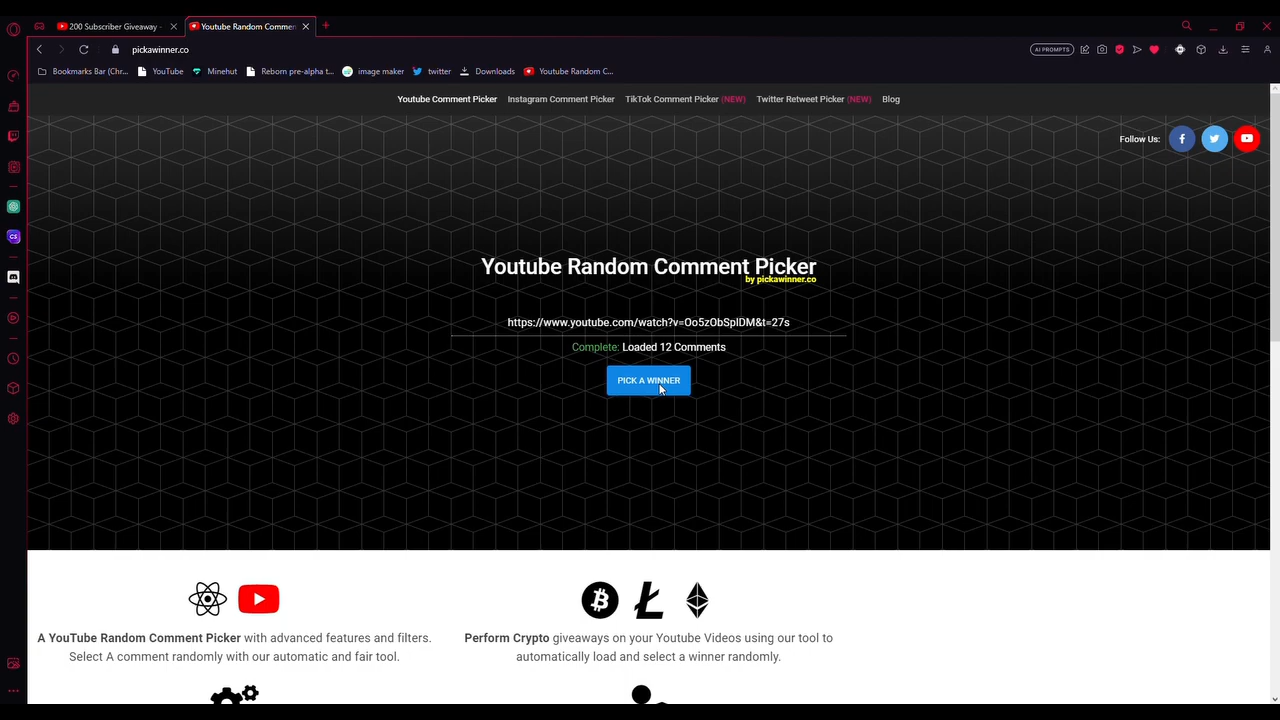 200 Subscriber Giveaway -
Youtube Random Commen
pickawinner.co
AI PROMPTS
Bookmarks Bar (Chr...
YouTube
Minehut
Reborn pre-alpha t...
image maker
twitter
Downloads
Youtube Random C...
Youtube Comment Picker
Instagram Comment Picker
TikTok Comment Picker (NEW)
Twitter Retweet Picker (NEW)
Blog
Follow Us:
CS
Youtube Random Comment Picker
by pickawinner.co
https://www.youtube.com/watch?v=Oo5zObSplDM&t=27s
Complete: Loaded 12 Comments
PICK A WINNER
A YouTube Random Comment Picker with advanced features and filters.
Select A comment randomly with our automatic and fair tool.
Perform Crypto giveaways on your Youtube Videos using our tool to
automatically load and select a winner randomly.